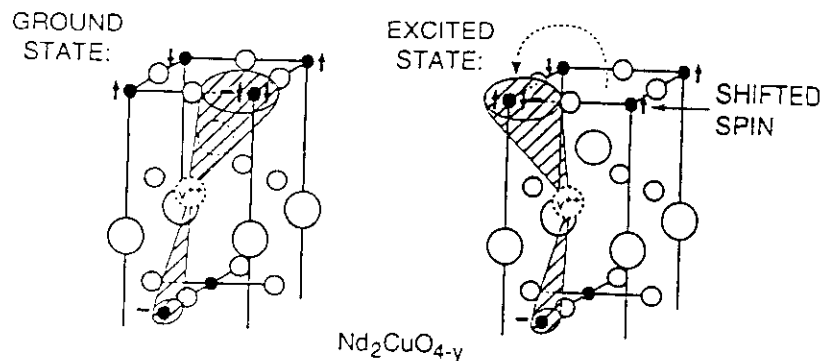 GROUND
STATE:
EXCITED
STATE:
SHIFTED
SPIN
Nd₂CuO₄₋y